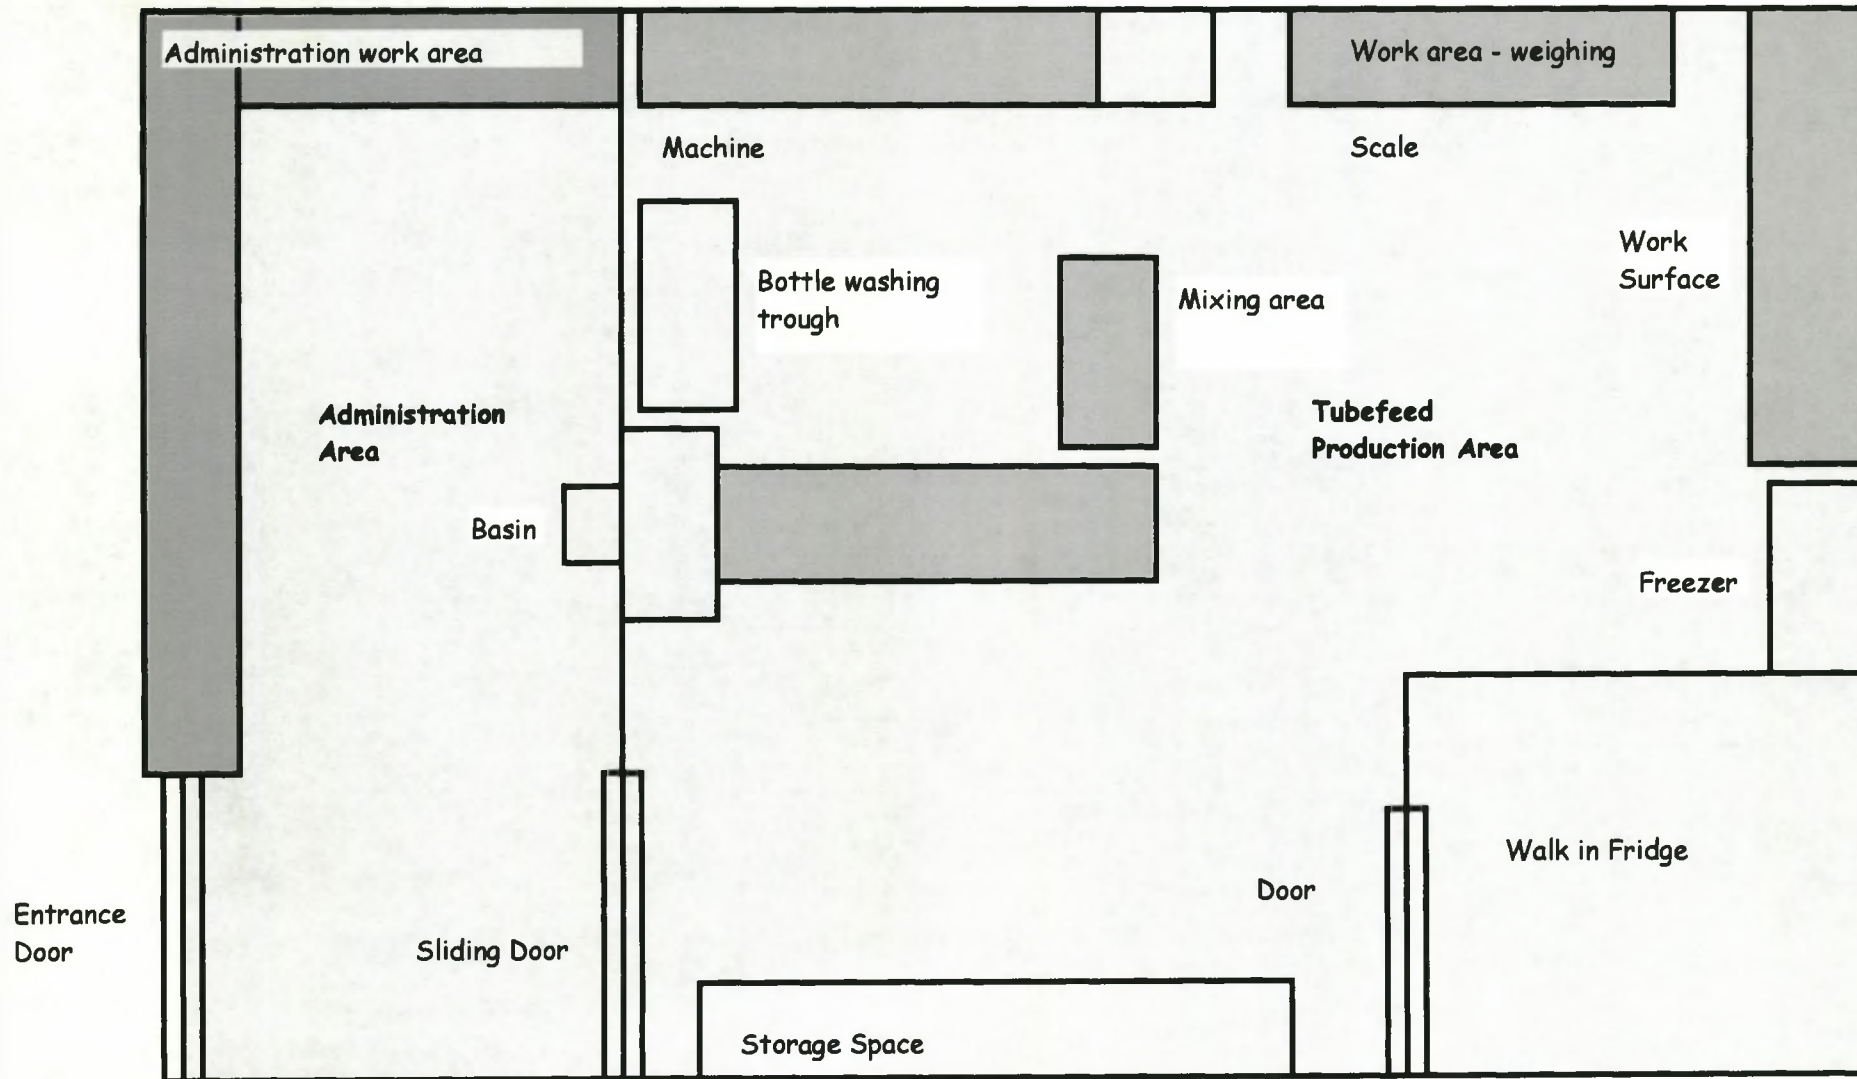 Administration work area
Work area - weighing
Machine
Scale
Work
Surface
Bottle washing
trough
Mixing area
Administration
Area
Tubefeed
Production Area
Basin
Freezer
Walk in Fridge
Door
Entrance
Door
Sliding Door
Storage Space